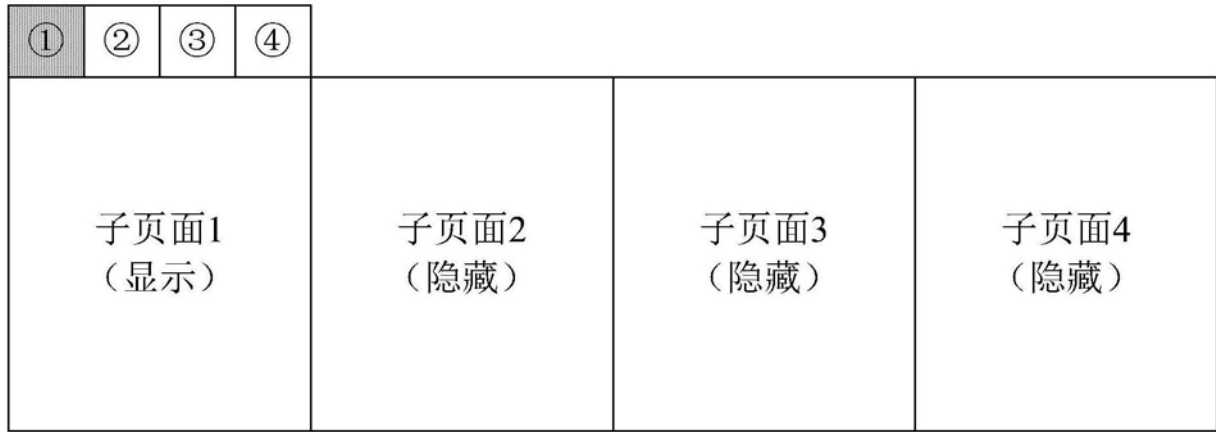 ① ② ③ ④
子页面1 子页面2 子页面3 子页面4
（显示） （隐藏） （隐藏） （隐藏）